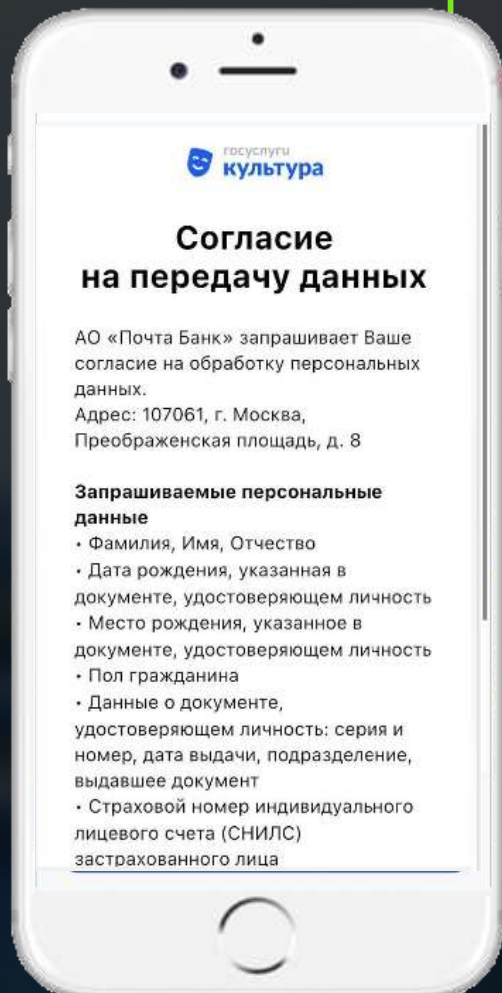 госуслуги
культура
Согласие
на передачу данных
АО «Почта Банк» запрашивает Ваше
согласие на обработку персональных
данных.
Адрес: 107061, г. Москва,
Преображенская площадь, д. 8
Запрашиваемые персональные
данные
• Фамилия, Имя, Отчество
• Дата рождения, указанная в
документе, удостоверяющем личность
• Место рождения, указанное в
документе, удостоверяющем личность
• Пол гражданина
• Данные о документе,
удостоверяющем личность: серия и
номер, дата выдачи, подразделение,
выдавшее документ
• Страховой номер индивидуального
лицевого счета (СНИЛС)
застрахованного лица